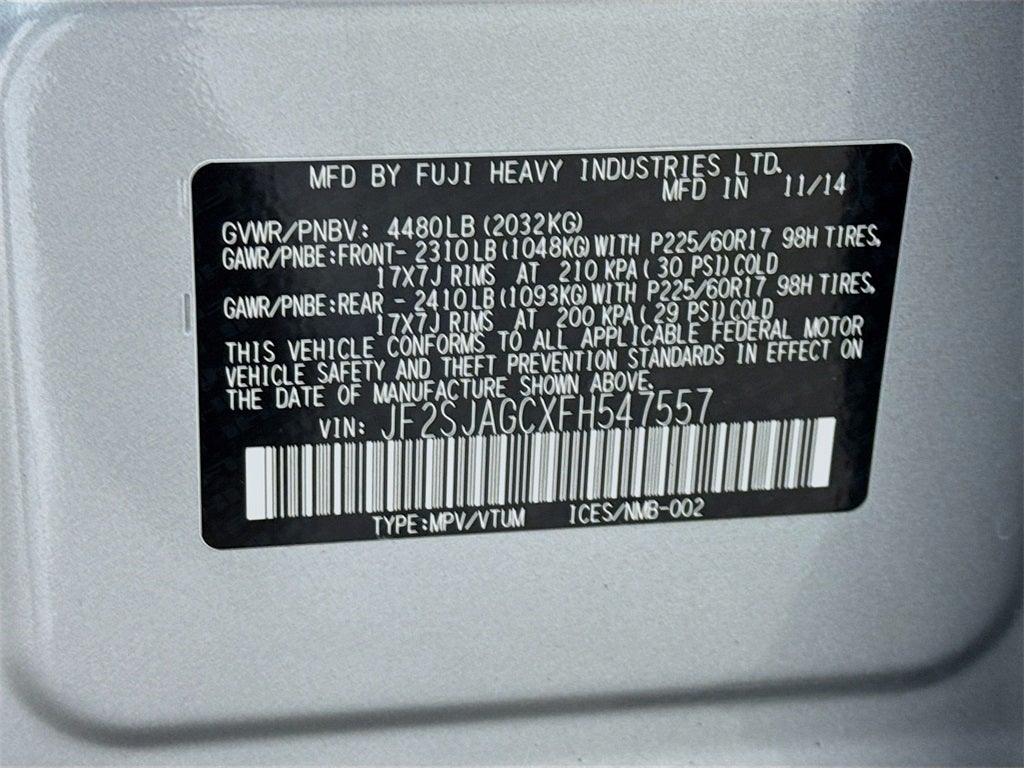 MFD BY FUJI HEAVY INDUSTRIES LTD.
MFD IN 11/14
GVWR/PNBV: 4480LB(2032KG)
GAWR/PNBE:FRONT- 2310LB(1048KG)WITH P225/60R17 98H TIRES,
17X7J RIMS AT 210 KPA( 30 PSI)COLD
GAWR/PNBE:REAR - 2410LB(1093KG)WITH P225/60R17 98H TIRES,
17X7J RIMS AT 200 KPA( 29 PSI)COLD
THIS VEHICLE CONFORMS TO ALL APPLICABLE FEDERAL MOTOR
VEHICLE SAFETY AND THEFT PREVENTION STANDARDS IN EFFECT ON
THE DATE OF MANUFACTURE SHOWN ABOVE.
VIN: JF2SJAGCXFH547557
TYPE:MPV/VTUM ICES/NMB-002